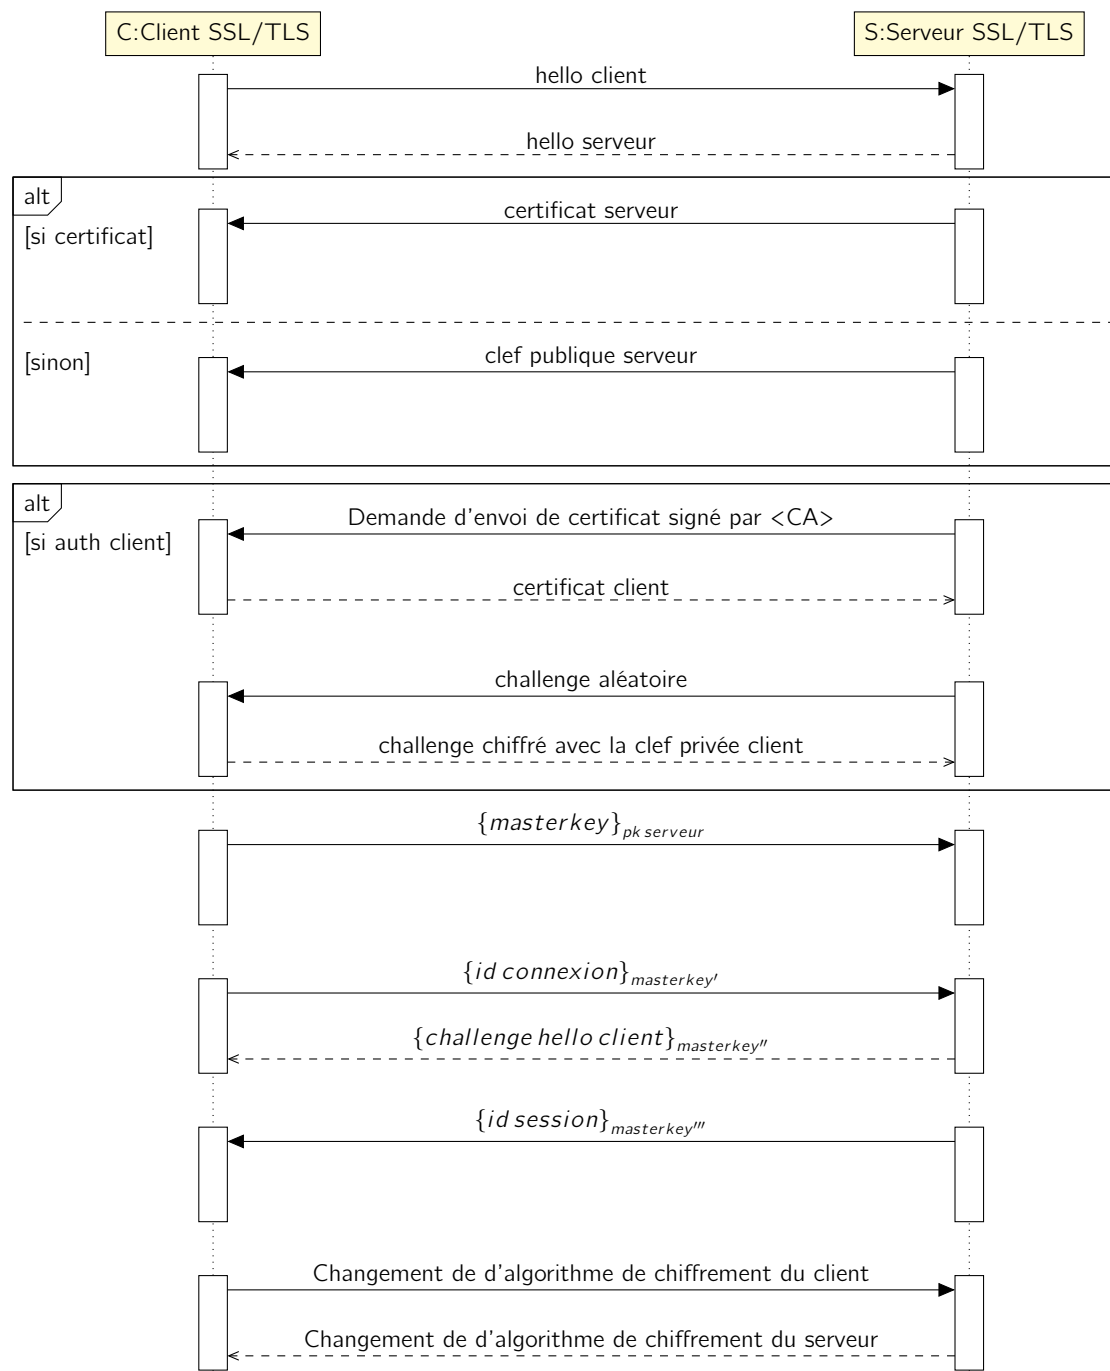 C:Client SSL/TLS
S:Serveur SSL/TLS
hello client
hello serveur
alt
[si certificat]
certificat serveur
[sinon]
clef publique serveur
alt
[si auth client]
Demande d'envoi de certificat signé par <CA>
certificat client
challenge aléatoire
challenge chiffré avec la clef privée client
{masterkey}pk serveur
{id connexion}masterkey′
{challenge hello client}masterkey″
{id session}masterkey‴
Changement de d'algorithme de chiffrement du client
Changement de d'algorithme de chiffrement du serveur